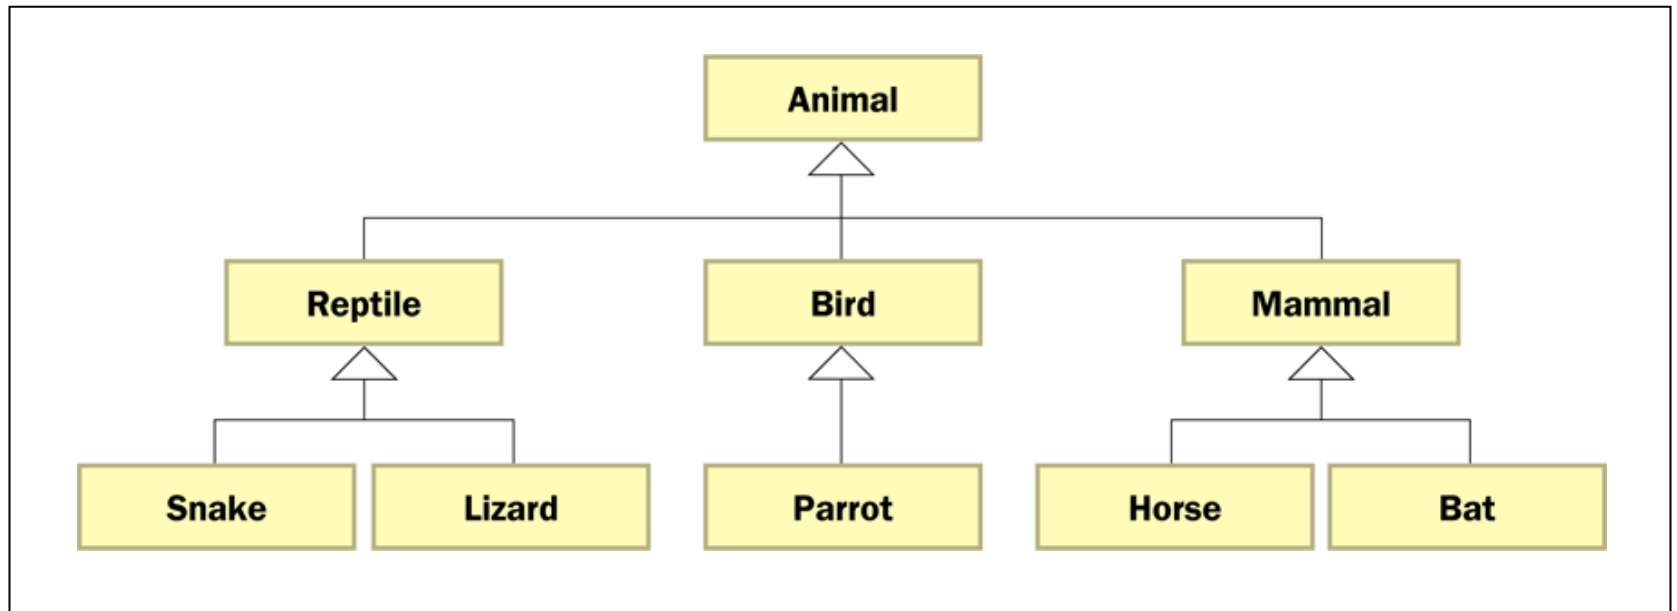 Animal
Reptile
Bird
Mammal
Snake
Lizard
Parrot
Horse
Bat